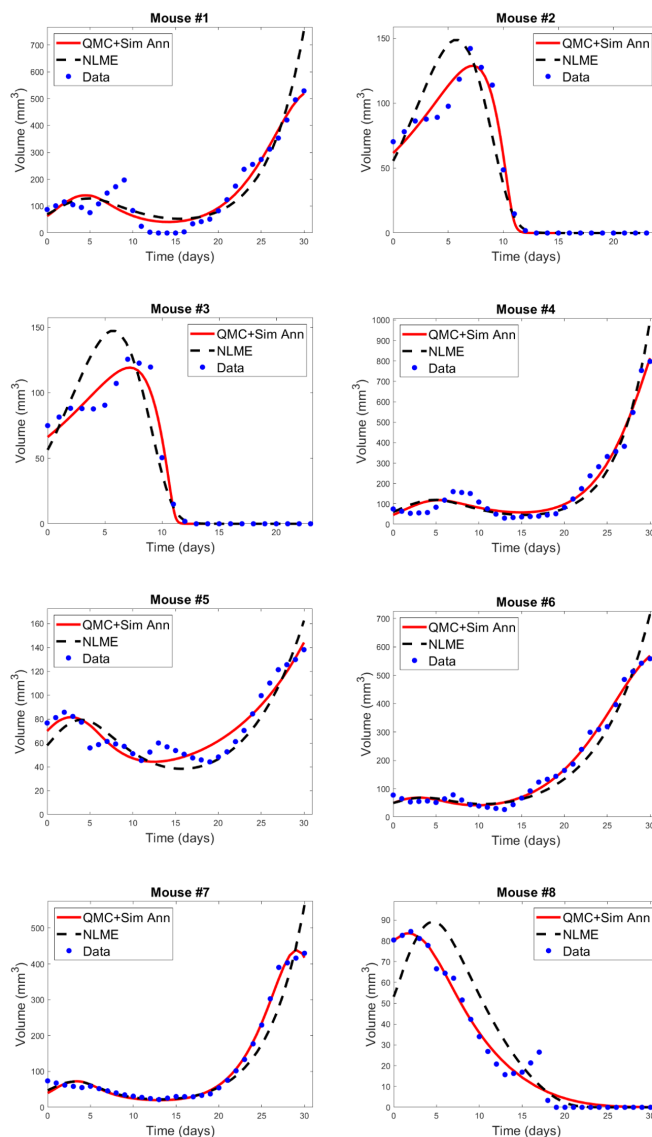 Mouse #1
QMC+Sim Ann
NLME
Data
Volume (mm³)
700
600
500
400
300
200
100
0
0 5 10 15 20 25 30
Time (days)
Mouse #2
QMC+Sim Ann
NLME
Data
Volume (mm³)
150
100
50
0
0 5 10 15 20
Time (days)
Mouse #3
QMC+Sim Ann
NLME
Data
Volume (mm³)
150
100
50
0
0 5 10 15 20
Time (days)
Mouse #4
QMC+Sim Ann
NLME
Data
Volume (mm³)
1000
900
800
700
600
500
400
300
200
100
0
0 5 10 15 20 25 30
Time (days)
Mouse #5
QMC+Sim Ann
NLME
Data
Volume (mm³)
160
140
120
100
80
60
40
20
0
0 5 10 15 20 25 30
Time (days)
Mouse #6
QMC+Sim Ann
NLME
Data
Volume (mm³)
700
600
500
400
300
200
100
0
0 5 10 15 20 25 30
Time (days)
Mouse #7
QMC+Sim Ann
NLME
Data
Volume (mm³)
500
400
300
200
100
0
0 5 10 15 20 25 30
Time (days)
Mouse #8
QMC+Sim Ann
NLME
Data
Volume (mm³)
90
80
70
60
50
40
30
20
10
0
0 5 10 15 20 25 30
Time (days)